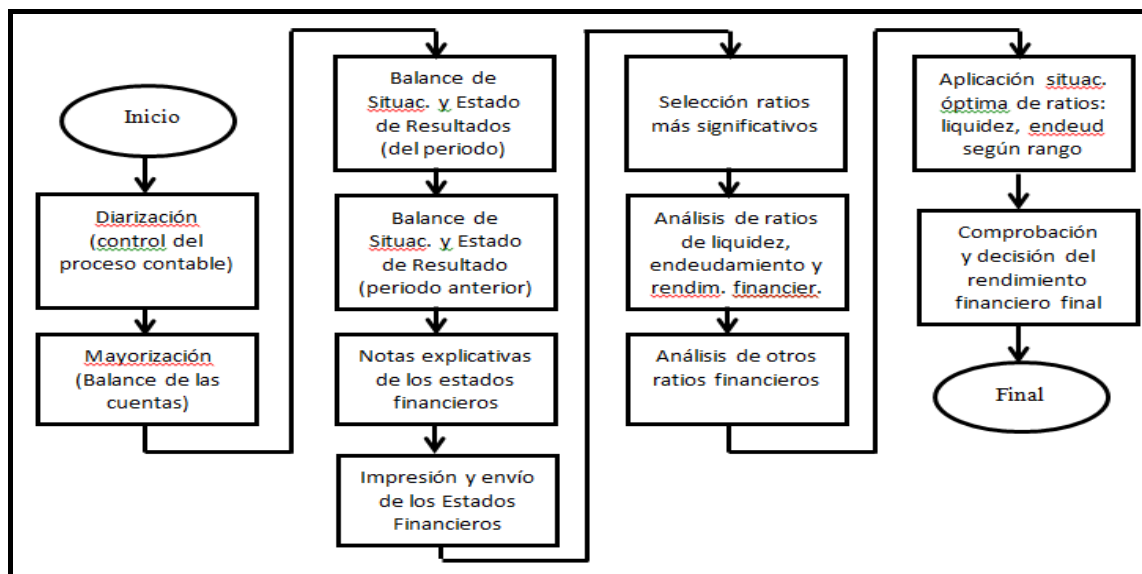 Inicio
Diarización
(control del
proceso contable)
Mayorización
(Balance de las
cuentas)
Balance de
Situac. y Estado
de Resultados
(del periodo)
Balance de
Situac. y Estado
de Resultado
(periodo anterior)
Notas explicativas
de los estados
financieros
Impresión y envío
de los Estados
Financieros
Selección ratios
más significativos
Análisis de ratios
de liquidez,
endeudamiento y
rendim. financier.
Análisis de otros
ratios financieros
Aplicación situac.
óptima de ratios:
liquidez, endeud
según rango
Comprobación
y decisión del
rendimiento
financiero final
Final